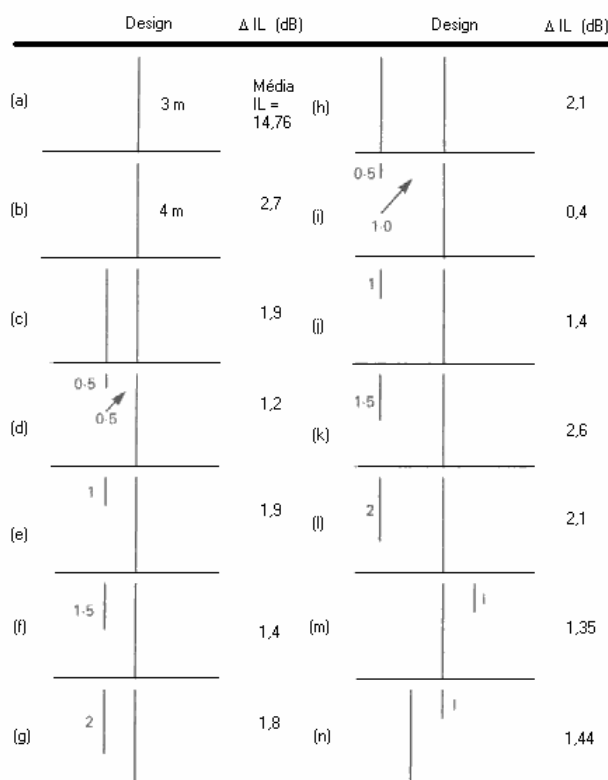 Design Δ IL (dB) Design Δ IL (dB)
(a) 3 m Média IL = 14,76
(b) 4 m 2,7
(c) 1,9
(d) 0·5 0·5 1,2
(e) 1 1,9
(f) 1·5 1,4
(g) 2 1,8
(h) 2,1
(i) 0·5 1·0 0,4
(j) 1 1,4
(k) 1·5 2,6
(l) 2 2,1
(m) 1 1,35
(n) 1 1,44